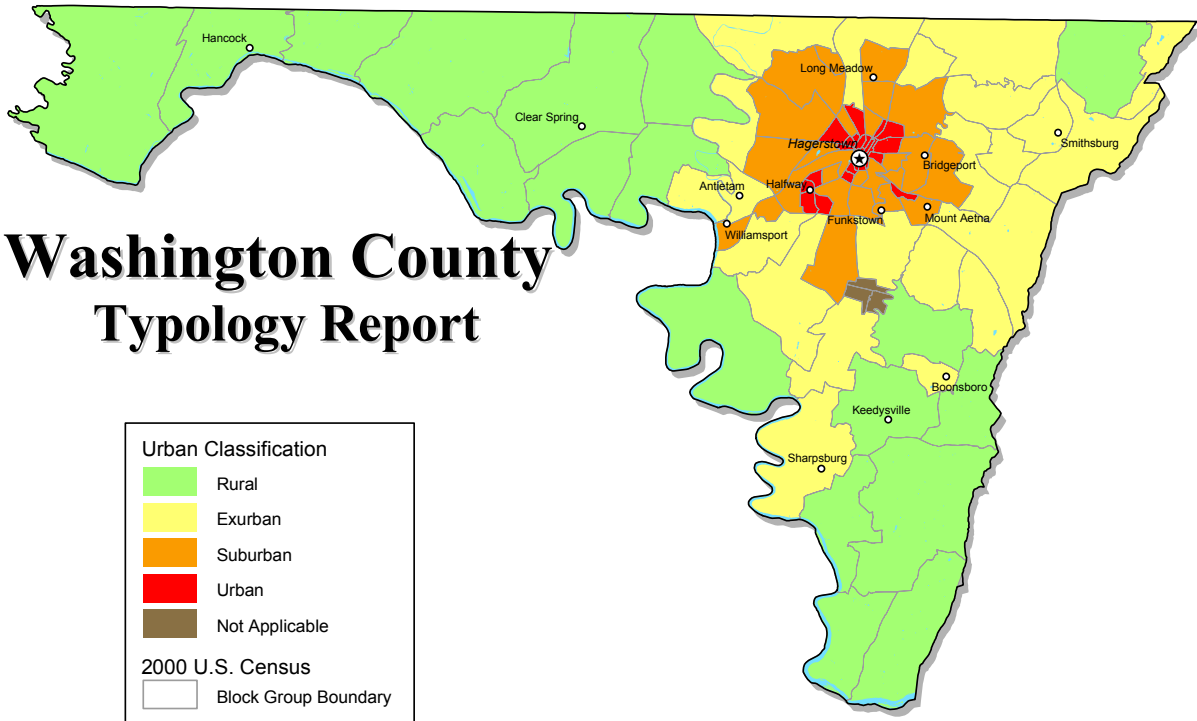 Hancock
Long Meadow
Clear Spring
Hagerstown
Smithsburg
Bridgeport
Antietam
Halfway
Mount Aetna
Funkstown
Williamsport
Washington County
Typology Report
Boonsboro
Keedysville
Sharpsburg
Urban Classification
Rural
Exurban
Suburban
Urban
Not Applicable
2000 U.S. Census
Block Group Boundary